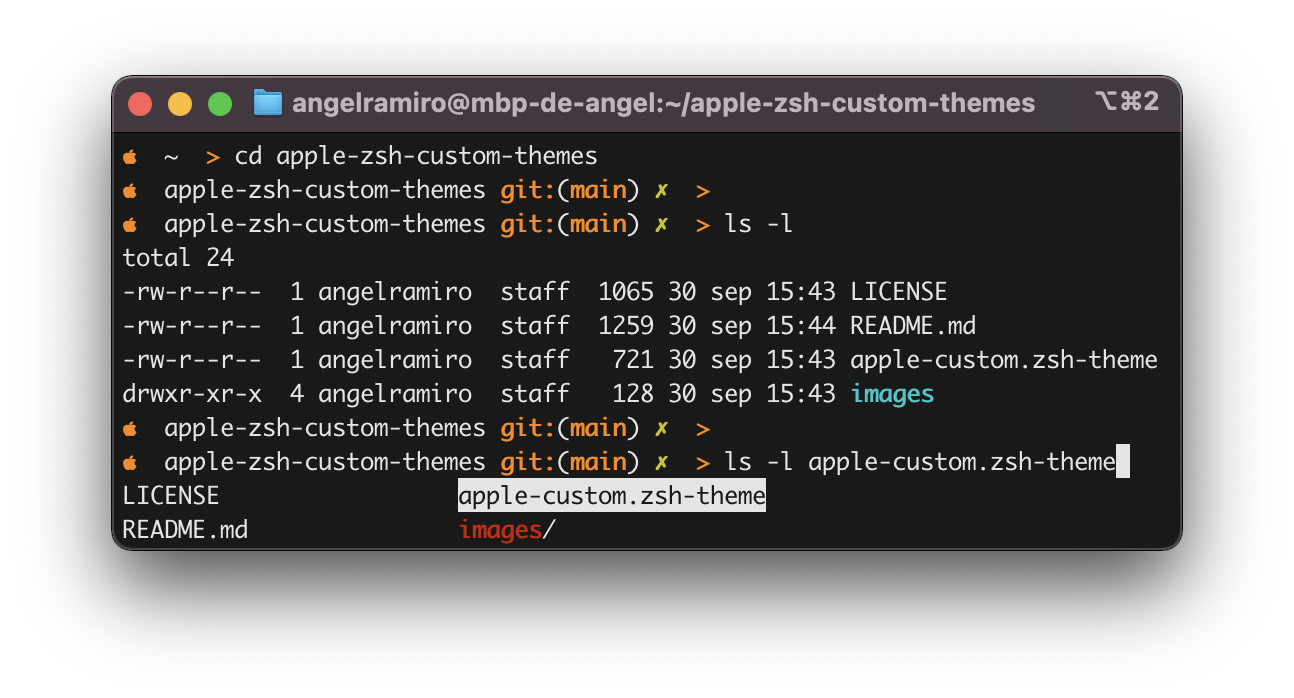 angelramiro@mbp-de-angel:~/apple-zsh-custom-themes ⌥⌘2
 ~ > cd apple-zsh-custom-themes
 apple-zsh-custom-themes git:(main) ✗ >
 apple-zsh-custom-themes git:(main) ✗ > ls -l
total 24
-rw-r--r--  1 angelramiro  staff  1065 30 sep 15:43 LICENSE
-rw-r--r--  1 angelramiro  staff  1259 30 sep 15:44 README.md
-rw-r--r--  1 angelramiro  staff   721 30 sep 15:43 apple-custom.zsh-theme
drwxr-xr-x  4 angelramiro  staff   128 30 sep 15:43 images
 apple-zsh-custom-themes git:(main) ✗ >
 apple-zsh-custom-themes git:(main) ✗ > ls -l apple-custom.zsh-theme
LICENSE apple-custom.zsh-theme
README.md images/